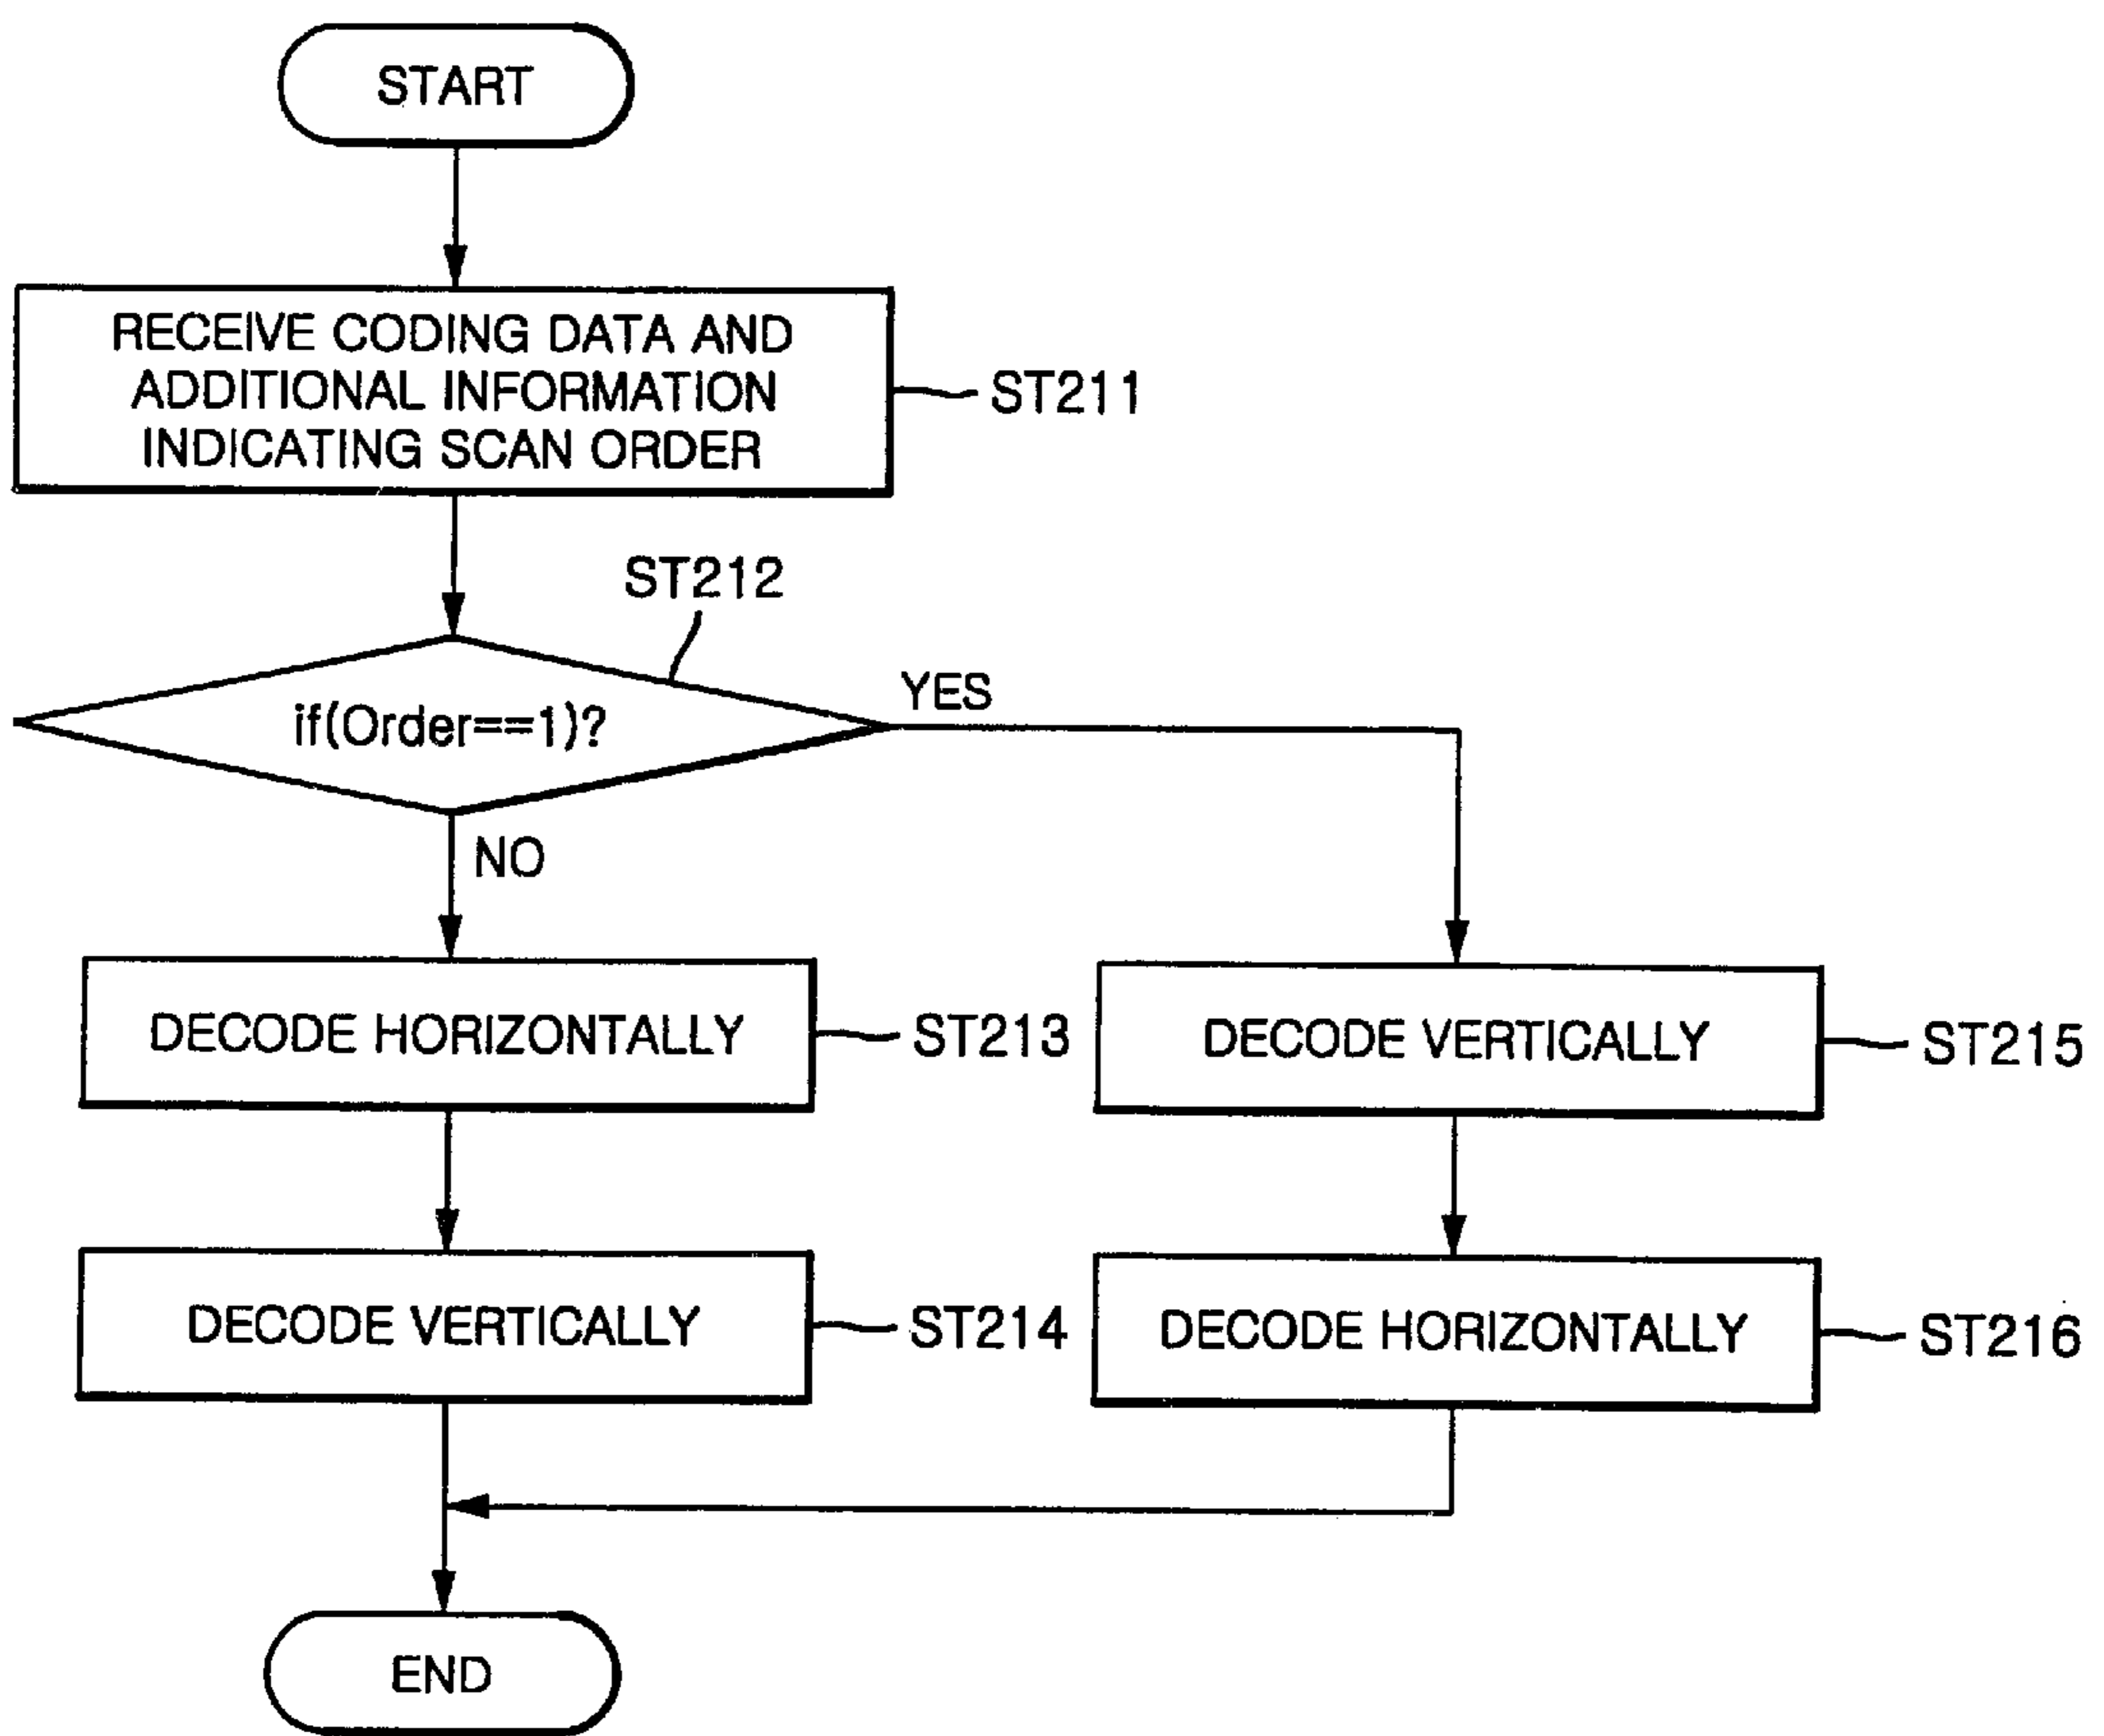 START
RECEIVE CODING DATA AND
ADDITIONAL INFORMATION
INDICATING SCAN ORDER
ST211
ST212
if(Order==1)?
YES
NO
DECODE HORIZONTALLY
ST213
DECODE VERTICALLY
ST215
DECODE VERTICALLY
ST214
DECODE HORIZONTALLY
ST216
END